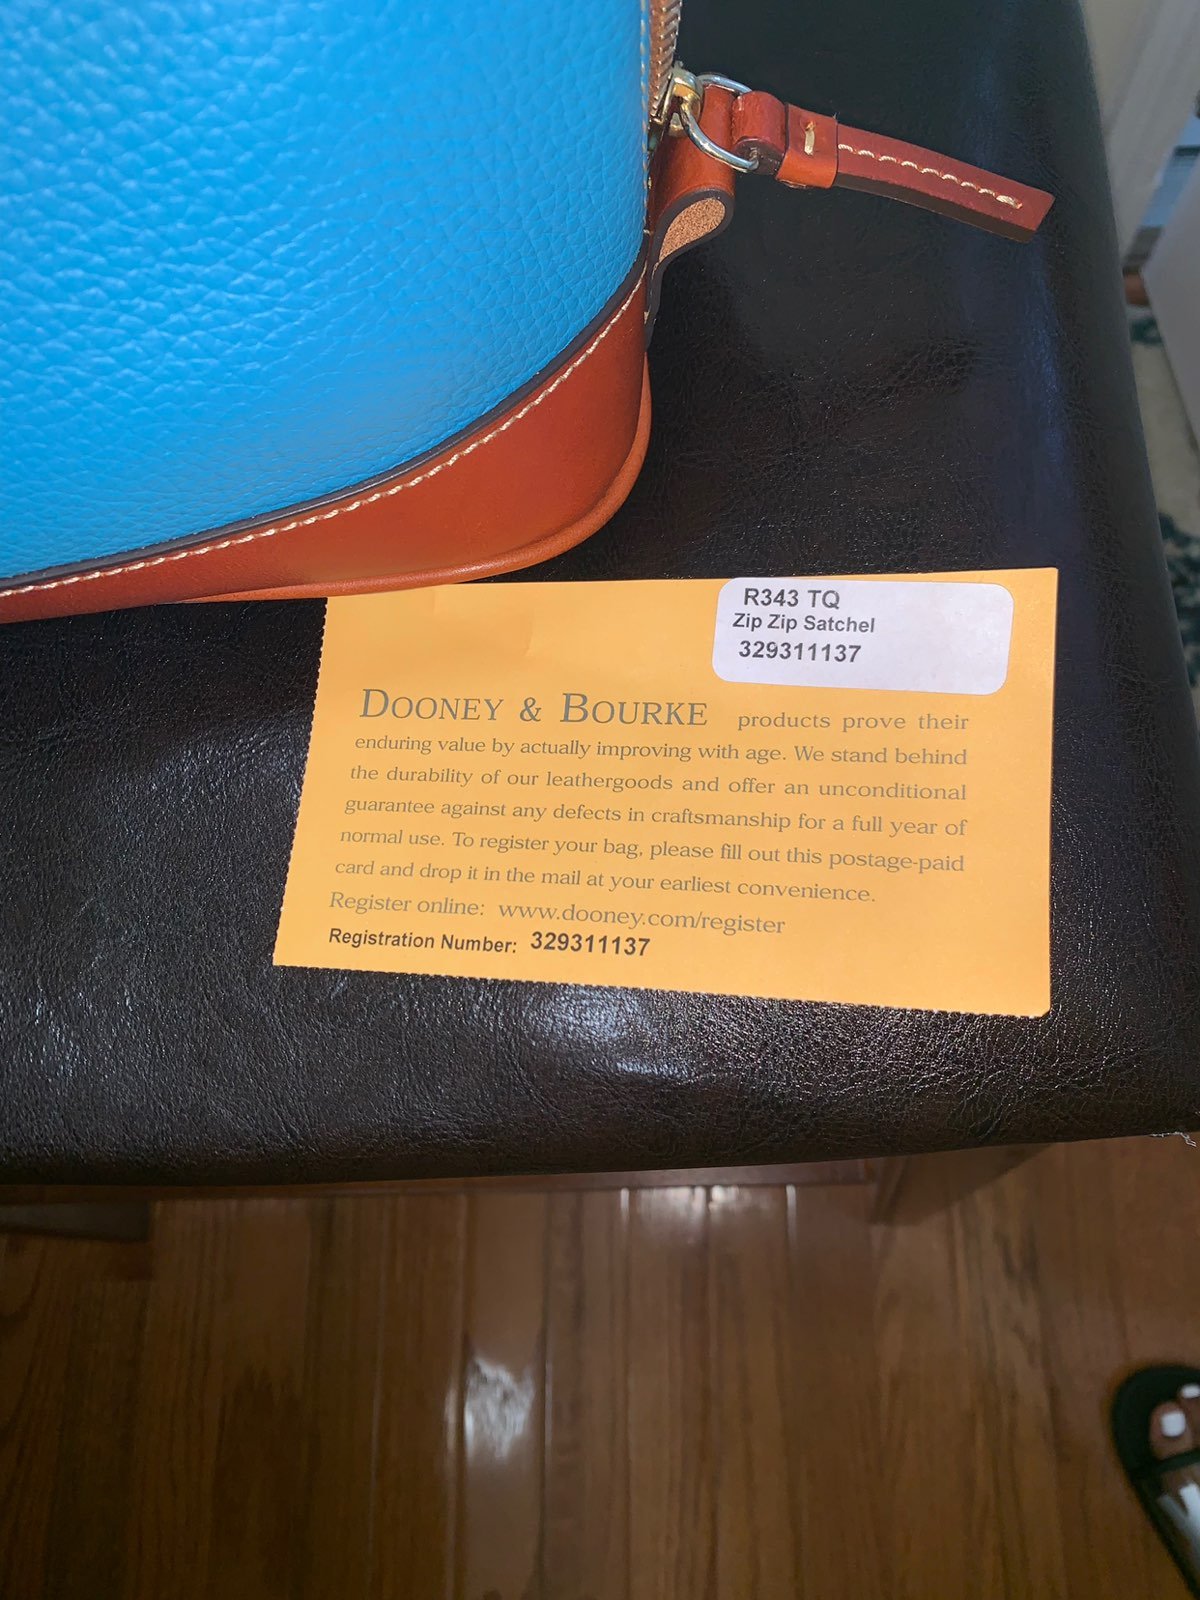 R343 TQ
Zip Zip Satchel
329311137
DOONEY & BOURKE products prove their
enduring value by actually improving with age. We stand behind
the durability of our leathergoods and offer an unconditional
guarantee against any defects in craftsmanship for a full year of
normal use. To register your bag, please fill out this postage-paid
card and drop it in the mail at your earliest convenience.
Register online: www.dooney.com/register
Registration Number: 329311137